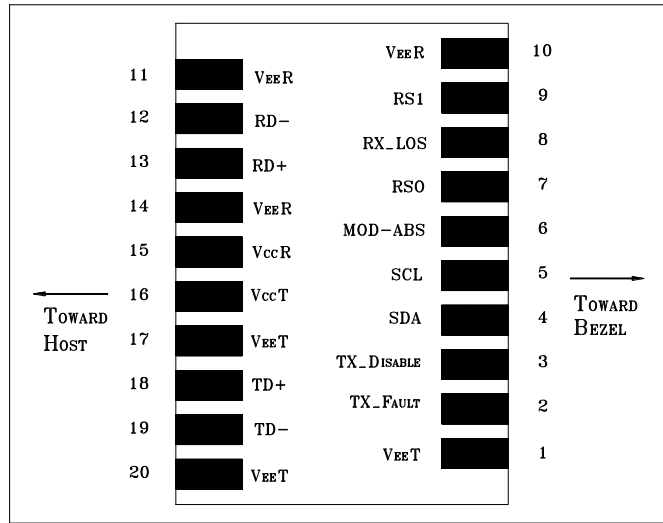 11 VEER
12 RD-
13 RD+
14 VEER
15 VCCR
16 VCCT
17 VEET
18 TD+
19 TD-
20 VEET
TOWARD
HOST
VEER 10
RS1 9
RX_LOS 8
RS0 7
MOD-ABS 6
SCL 5
SDA 4
TX_DISABLE 3
TX_FAULT 2
VEET 1
TOWARD
BEZEL